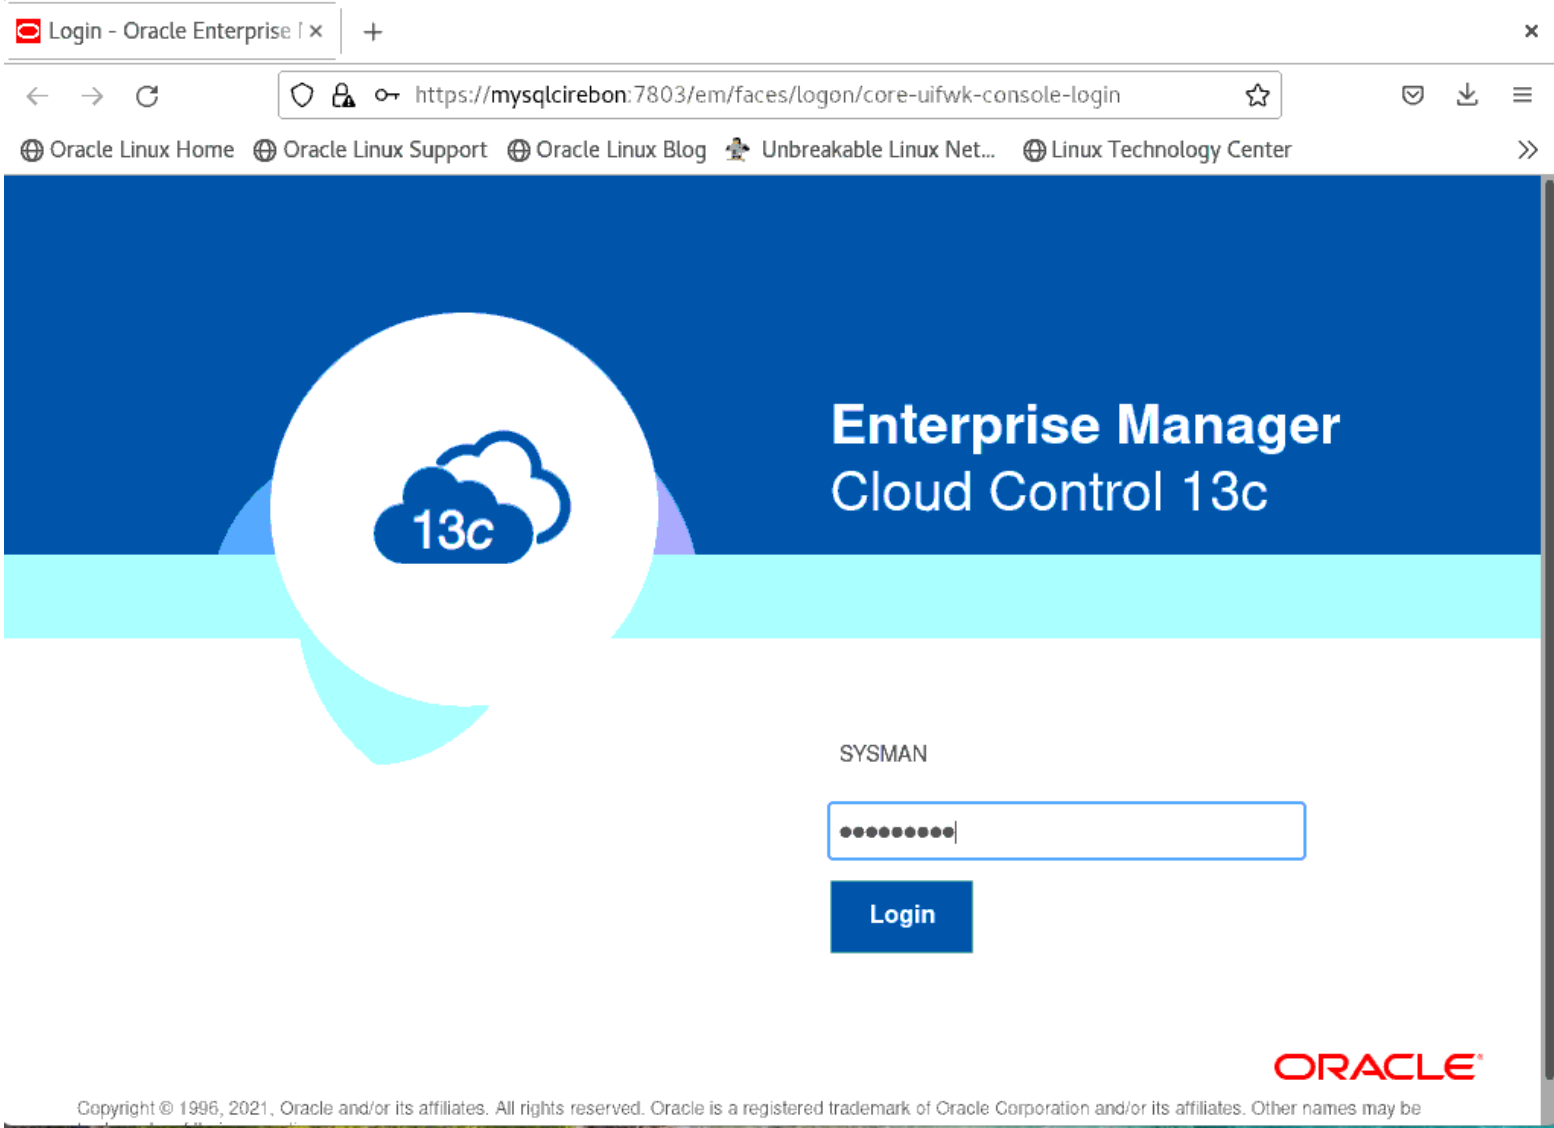 Login - Oracle Enterprise
https://mysqlcirebon:7803/em/faces/logon/core-uifwk-console-login
Oracle Linux Home Oracle Linux Support Oracle Linux Blog Unbreakable Linux Net... Linux Technology Center
Enterprise Manager
Cloud Control 13c
13c
SYSMAN
Login
ORACLE
Copyright © 1996, 2021, Oracle and/or its affiliates. All rights reserved. Oracle is a registered trademark of Oracle Corporation and/or its affiliates. Other names may be